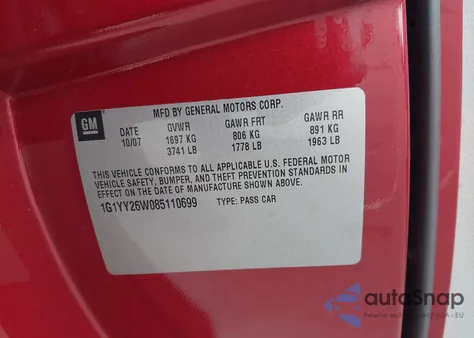 GM
MFD BY GENERAL MOTORS CORP.
DATE GVWR GAWR FRT GAWR RR
10/07 1697 KG 806 KG 891 KG
3741 LB 1778 LB 1963 LB
THIS VEHICLE CONFORMS TO ALL APPLICABLE U.S. FEDERAL MOTOR
VEHICLE SAFETY, BUMPER, AND THEFT PREVENTION STANDARDS IN
EFFECT ON THE DATE OF MANUFACTURE SHOWN ABOVE.
1G1YY26W085110699 TYPE: PASS CAR
autoSnap